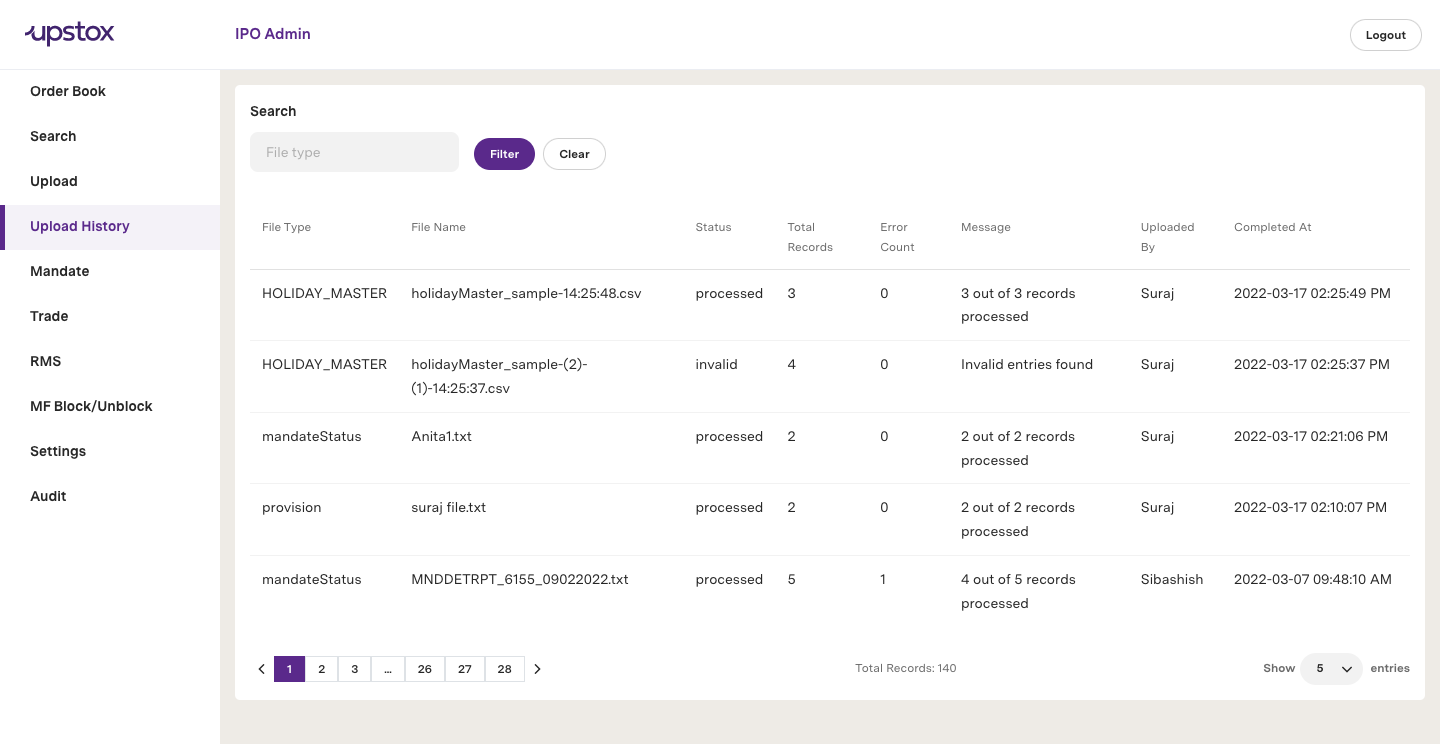 upstox
IPO Admin
Logout
Order Book
Search
Upload
Upload History
Mandate
Trade
RMS
MF Block/Unblock
Settings
Audit
Search
File type
Filter
Clear
File Type File Name Status Total Records Error Count Message Uploaded By Completed At
HOLIDAY_MASTER holidayMaster_sample-14:25:48.csv processed 3 0 3 out of 3 records processed Suraj 2022-03-17 02:25:49 PM
HOLIDAY_MASTER holidayMaster_sample-(2)-(1)-14:25:37.csv invalid 4 0 Invalid entries found Suraj 2022-03-17 02:25:37 PM
mandateStatus Anita1.txt processed 2 0 2 out of 2 records processed Suraj 2022-03-17 02:21:06 PM
provision suraj file.txt processed 2 0 2 out of 2 records processed Suraj 2022-03-17 02:10:07 PM
mandateStatus MNDDETRPT_6155_09022022.txt processed 5 1 4 out of 5 records processed Sibashish 2022-03-07 09:48:10 AM
1 2 3 ... 26 27 28
Total Records: 140
Show 5 entries